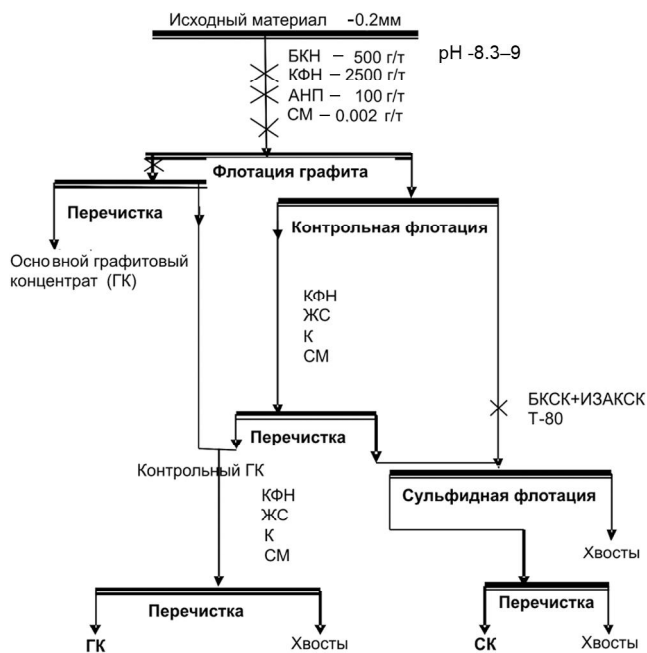 Исходный материал -0.2мм
БКН – 500 г/т pH -8.3–9
КФН – 2500 г/т
АНП – 100 г/т
СМ – 0.002 г/т
Флотация графита
Перечистка
Контрольная флотация
Основной графитовый
концентрат (ГК)
КФН
ЖС
К
СМ
БКСК+ИЗАКСК
Т-80
Перечистка
Контрольный ГК
Сульфидная флотация
КФН
ЖС
К
СМ
Хвосты
Перечистка
Перечистка
ГК
Хвосты
СК
Хвосты